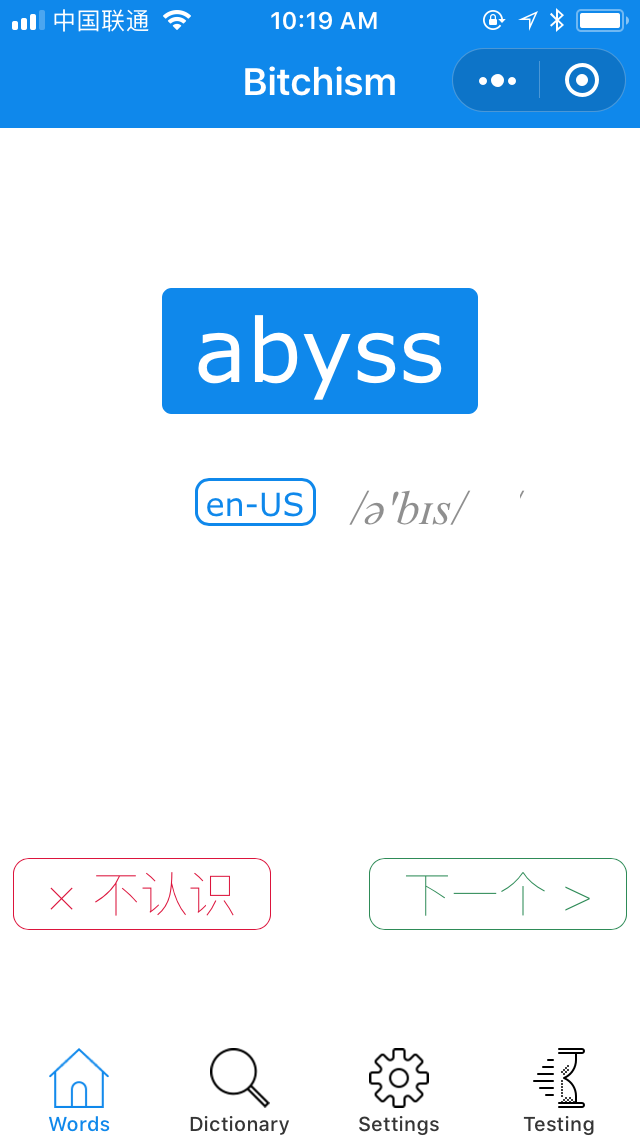 中国联通 10:19 AM
Bitchism
abyss
en-US /ə'bɪs/
× 不认识 下一个 >
Words Dictionary Settings Testing